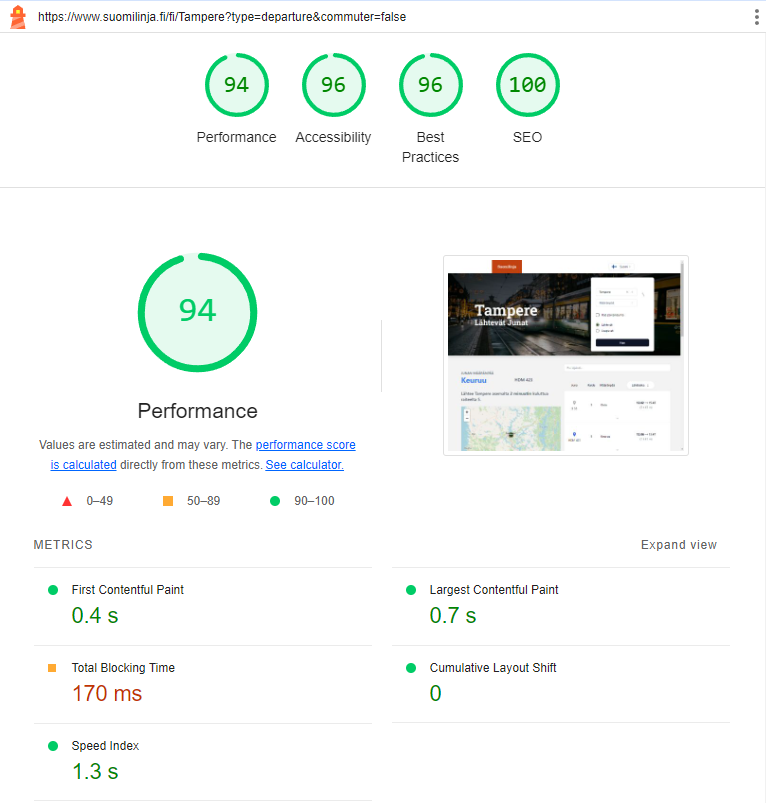 https://www.suomilinja.fi/fi/Tampere?type=departure&commuter=false
94
96
96
100
Performance
Accessibility
Best
Practices
SEO
94
Performance
Values are estimated and may vary. The performance score
is calculated directly from these metrics. See calculator.
0–49
50–89
90–100
Tampere
Lähtevät Junat
Keuruu
METRICS
Expand view
First Contentful Paint
0.4 s
Largest Contentful Paint
0.7 s
Total Blocking Time
170 ms
Cumulative Layout Shift
0
Speed Index
1.3 s